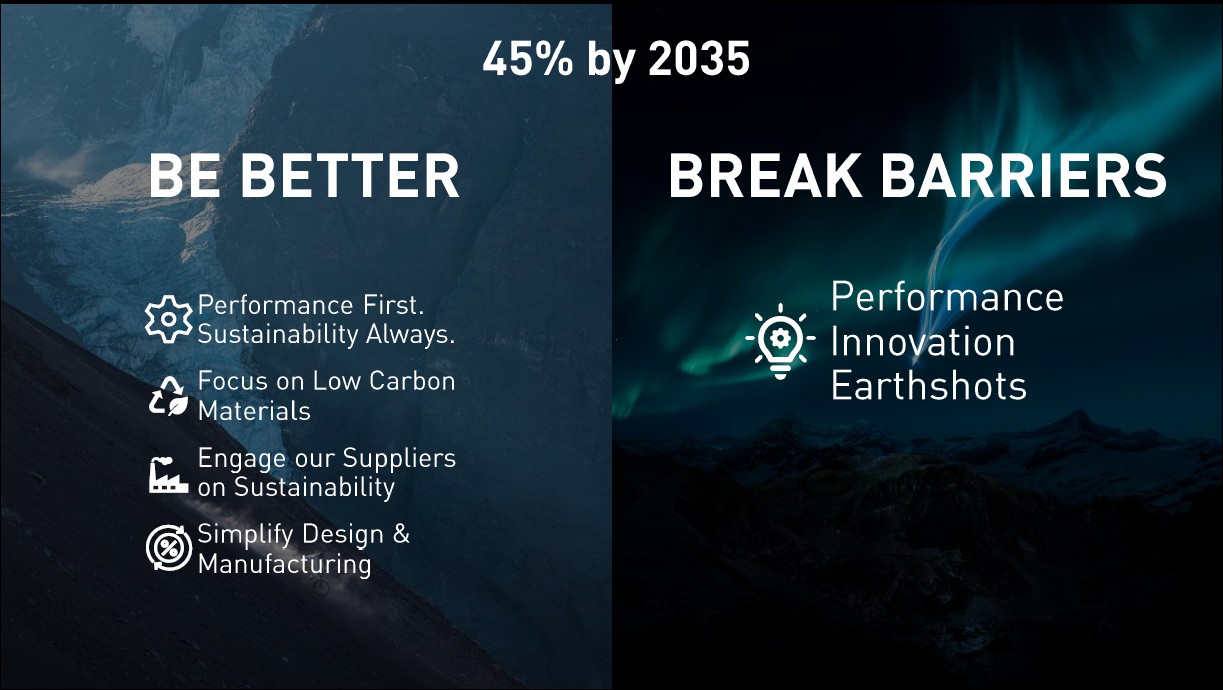 45% by 2035
BE BETTER
Performance First.
Sustainability Always.
Focus on Low Carbon
Materials
Engage our Suppliers
on Sustainability
Simplify Design &
Manufacturing
BREAK BARRIERS
Performance
Innovation
Earthshots